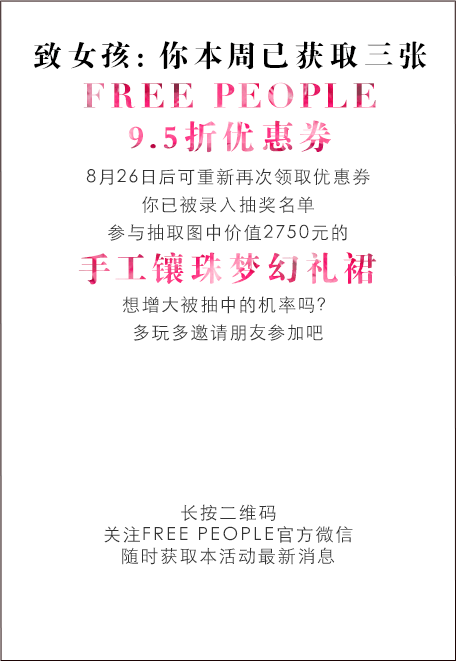 致女孩：你本周已获取三张
FREE PEOPLE
9.5折优惠券
8月26日后可重新再次领取优惠券
你已被录入抽奖名单
参与抽取图中价值2750元的
手工镶珠梦幻礼裙
想增大被抽中的机率吗?
多玩多邀请朋友参加吧
长按二维码
关注FREE PEOPLE官方微信
随时获取本活动最新消息